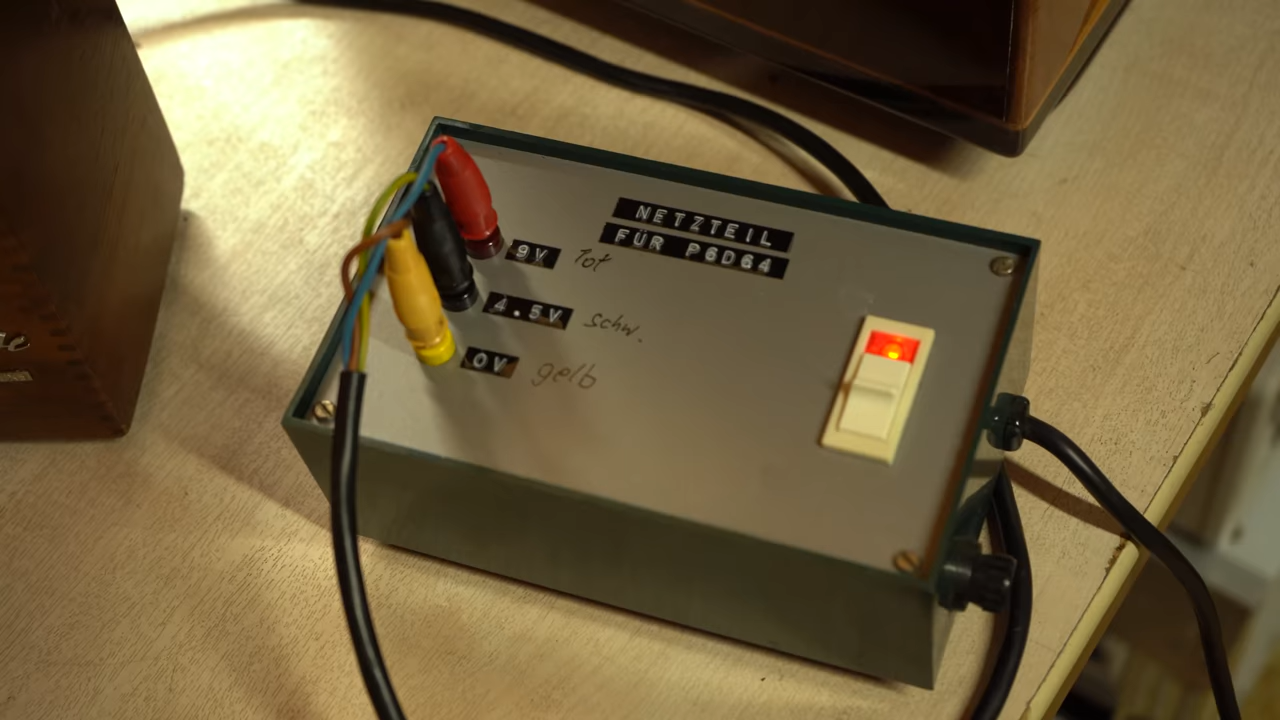 NETZTEIL
FÜR P6D64
9V rot
4.5V schw.
0V gelb